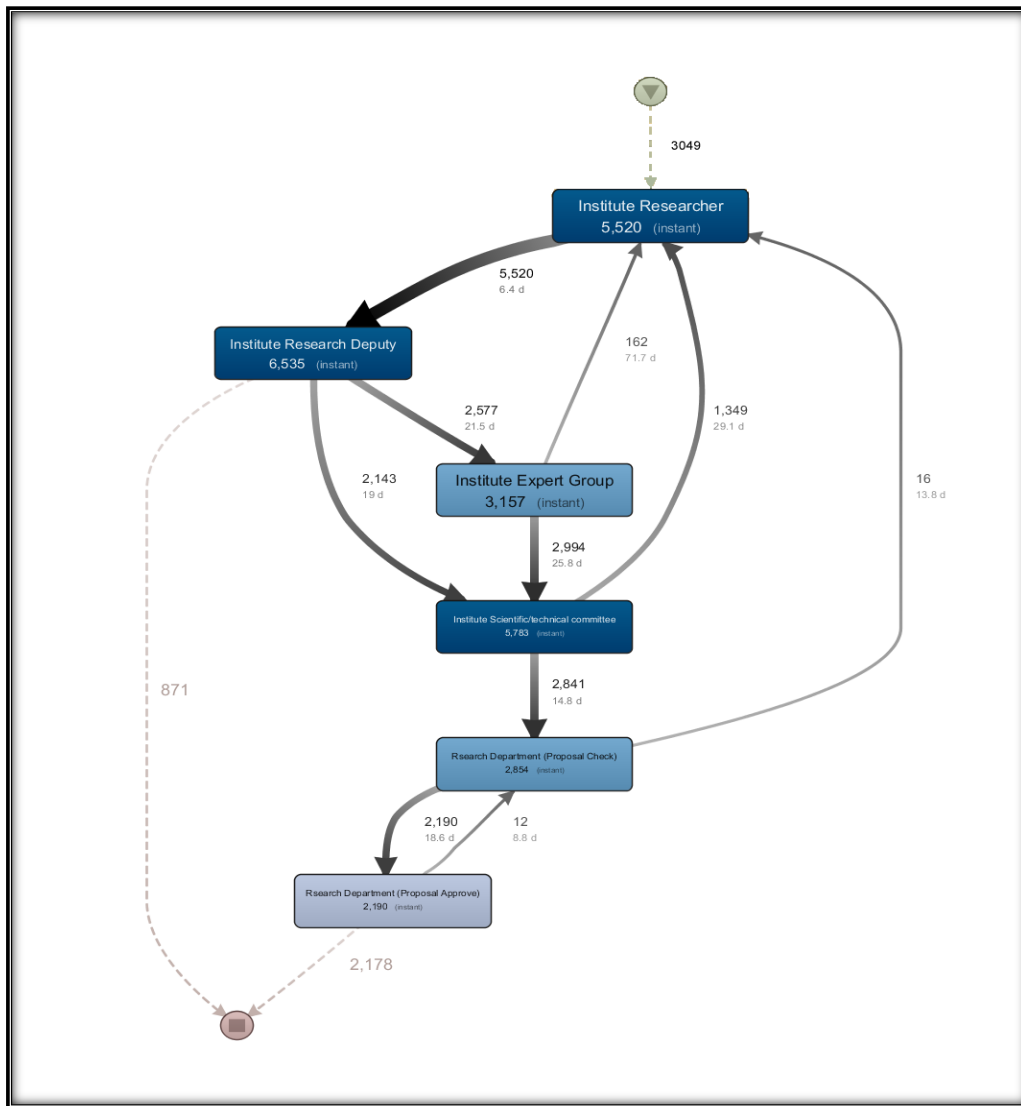 3049
Institute Researcher
5,520 (instant)
5,520
6.4 d
Institute Research Deputy
6,535 (instant)
162
71.7 d
2,577
21.5 d
1,349
29.1 d
2,143
19 d
Institute Expert Group
3,157 (instant)
16
13.8 d
2,994
25.8 d
Institute Scientific/technical committee
5,783 (instant)
871
2,841
14.8 d
Rsearch Department (Proposal Check)
2,854 (instant)
2,190
18.6 d
12
8.8 d
Rsearch Department (Proposal Approve)
2,190 (instant)
2,178